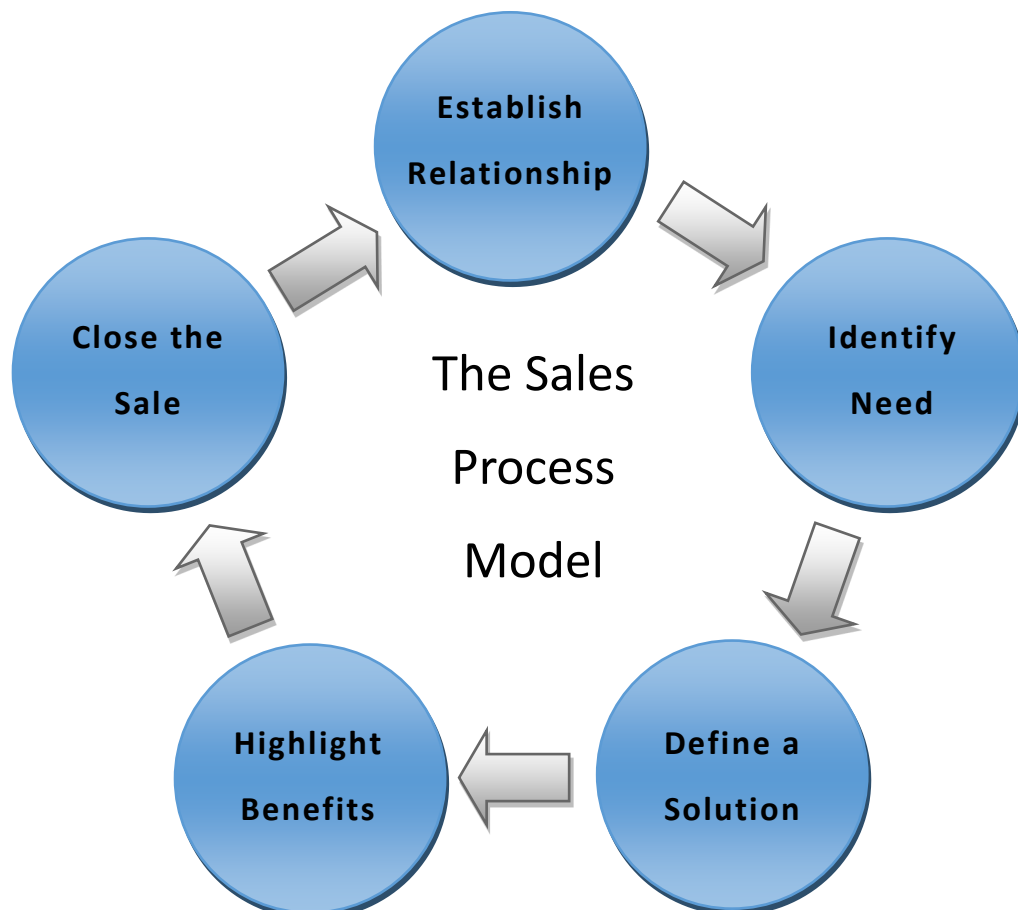 Establish
Relationship
Identify
Need
Define a
Solution
Highlight
Benefits
Close the
Sale
The Sales
Process
Model